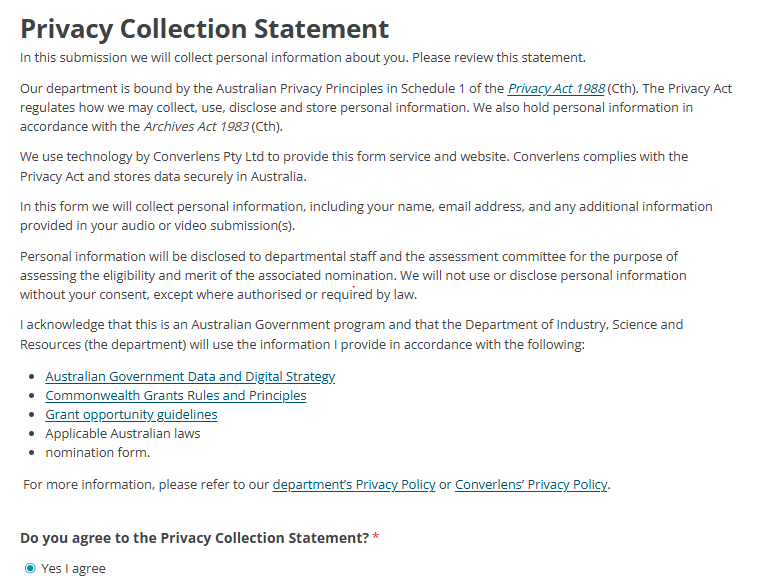 Privacy Collection Statement
In this submission we will collect personal information about you. Please review this statement.
Our department is bound by the Australian Privacy Principles in Schedule 1 of the Privacy Act 1988 (Cth). The Privacy Act
regulates how we may collect, use, disclose and store personal information. We also hold personal information in
accordance with the Archives Act 1983 (Cth).
We use technology by Converlens Pty Ltd to provide this form service and website. Converlens complies with the
Privacy Act and stores data securely in Australia.
In this form we will collect personal information, including your name, email address, and any additional information
provided in your audio or video submission(s).
Personal information will be disclosed to departmental staff and the assessment committee for the purpose of
assessing the eligibility and merit of the associated nomination. We will not use or disclose personal information
without your consent, except where authorised or required by law.
I acknowledge that this is an Australian Government program and that the Department of Industry, Science and
Resources (the department) will use the information I provide in accordance with the following:
• Australian Government Data and Digital Strategy
• Commonwealth Grants Rules and Principles
• Grant opportunity guidelines
• Applicable Australian laws
• nomination form.
For more information, please refer to our department's Privacy Policy or Converlens' Privacy Policy.
Do you agree to the Privacy Collection Statement? *
Yes I agree